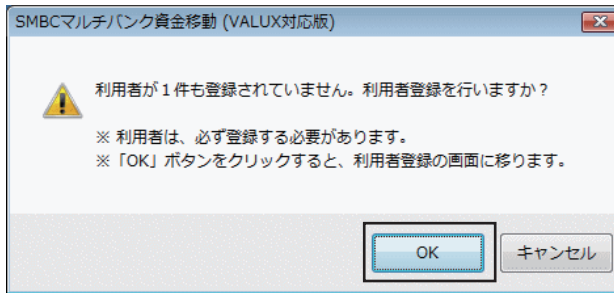 SMBCマルチバンク資金移動 (VALUX対応版)
利用者が1件も登録されていません。利用者登録を行いますか？
※ 利用者は、必ず登録する必要があります。
※「OK」ボタンをクリックすると、利用者登録の画面に移ります。
OK
キャンセル